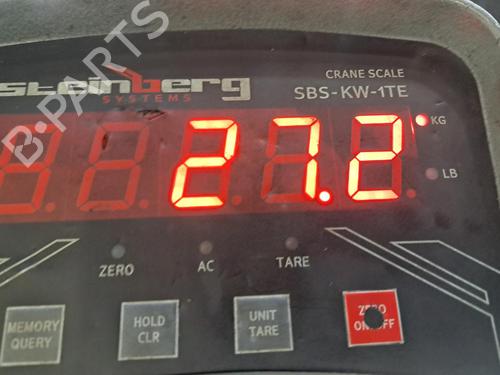 steinberg
SYSTEMS
CRANE SCALE
SBS-KW-1TE
27.2
KG
LB
ZERO
AC
TARE
MEMORY
QUERY
HOLD
CLR
UNIT
TARE
ZERO
ON/OFF
B-PARTS